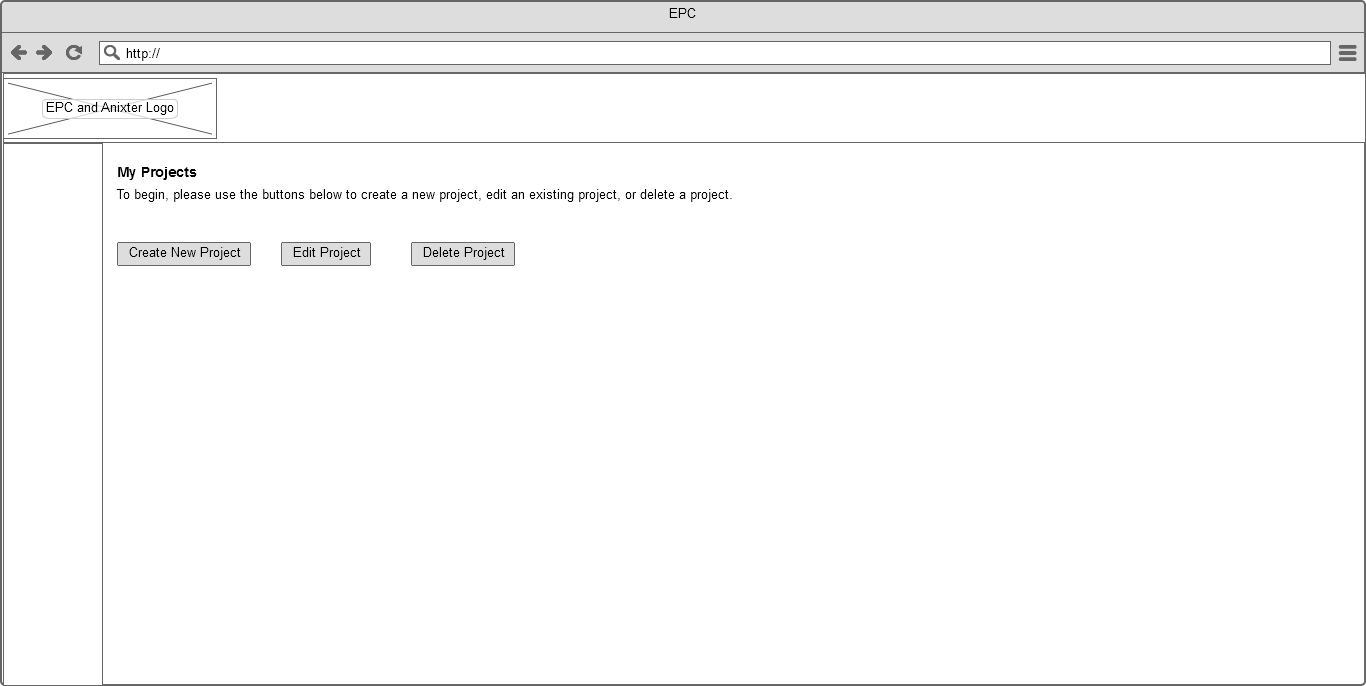 EPC
http://
EPC and Anixter Logo
My Projects
To begin, please use the buttons below to create a new project, edit an existing project, or delete a project.
Create New Project
Edit Project
Delete Project